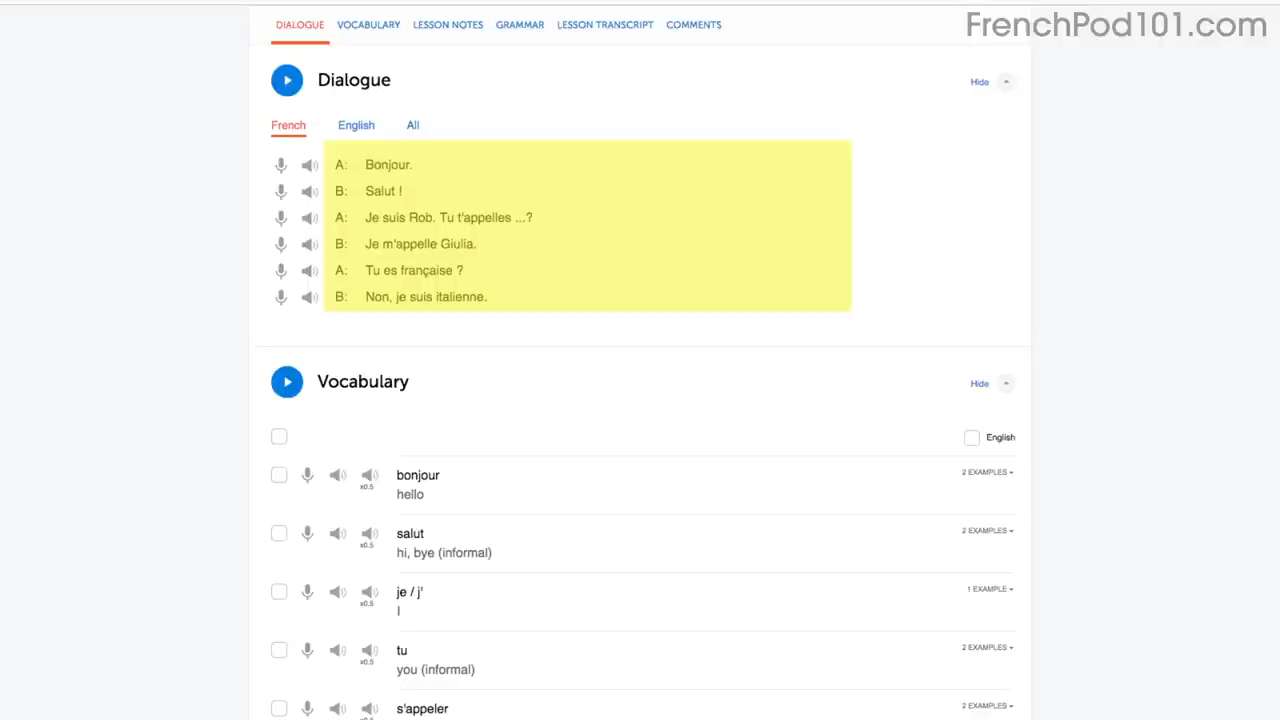 FrenchPod101.com
DIALOGUE VOCABULARY LESSON NOTES GRAMMAR LESSON TRANSCRIPT COMMENTS
Dialogue
Hide
French English All
A: Bonjour.
B: Salut !
A: Je suis Rob. Tu t'appelles ...?
B: Je m'appelle Giulia.
A: Tu es française ?
B: Non, je suis italienne.
Vocabulary
Hide
English
bonjour
2 EXAMPLES
x0.5
hello
salut
2 EXAMPLES
x0.5
hi, bye (informal)
je / j'
1 EXAMPLE
x0.5
I
tu
2 EXAMPLES
x0.5
you (informal)
s'appeler
2 EXAMPLES
x0.5